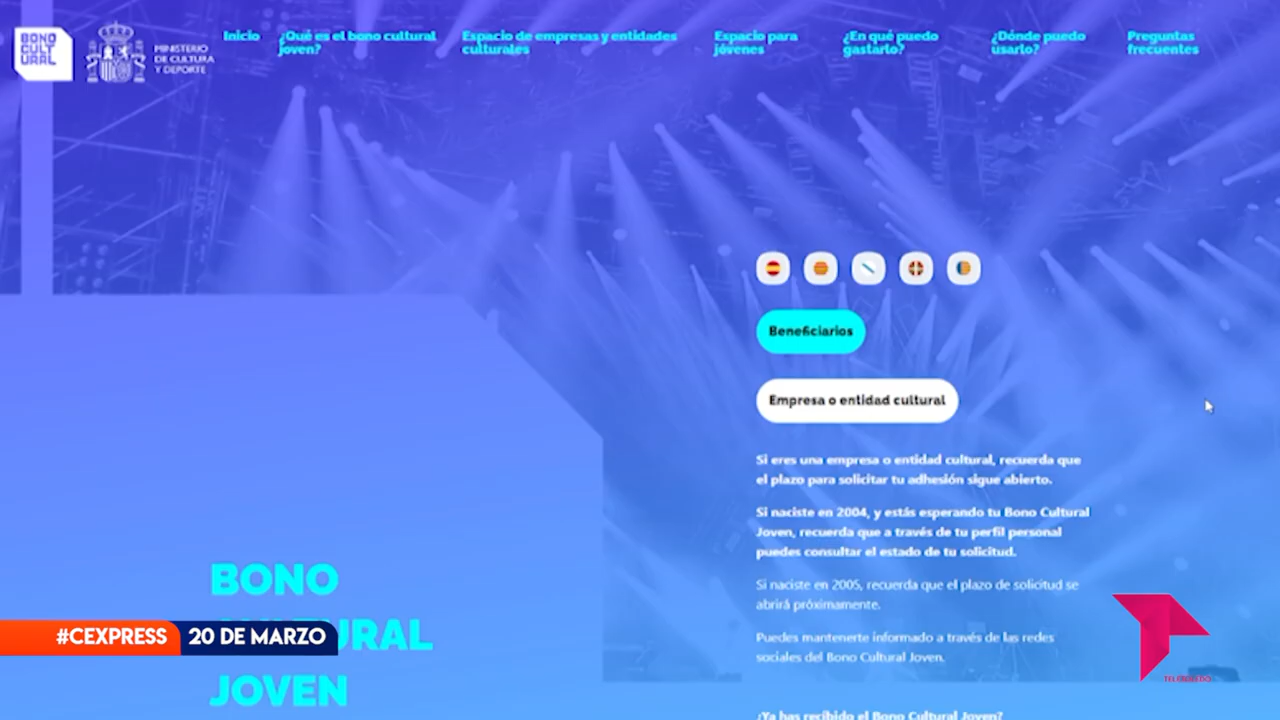 BONO
CULT
URAL
MINISTERIO
DE CULTURA
Y DEPORTE
Inicio
¿Qué es el bono cultural
joven?
Espacio de empresas y entidades
culturales
Espacio para
jóvenes
¿En qué puedo
gastarlo?
¿Dónde puedo
usarlo?
Preguntas
frecuentes
Beneficiarios
Empresa o entidad cultural
Si eres una empresa o entidad cultural, recuerda que
el plazo para solicitar tu adhesión sigue abierto.
Si naciste en 2004, y estás esperando tu Bono Cultural
Joven, recuerda que a través de tu perfil personal
puedes consultar el estado de tu solicitud.
Si naciste en 2005, recuerda que el plazo de solicitud se
abrirá próximamente.
Puedes mantenerte informado a través de las redes
sociales del Bono Cultural Joven.
¿Ya has recibido el Bono Cultural Joven?
BONO
URAL
JOVEN
#CEXPRESS 20 DE MARZO
TELETOLEDO